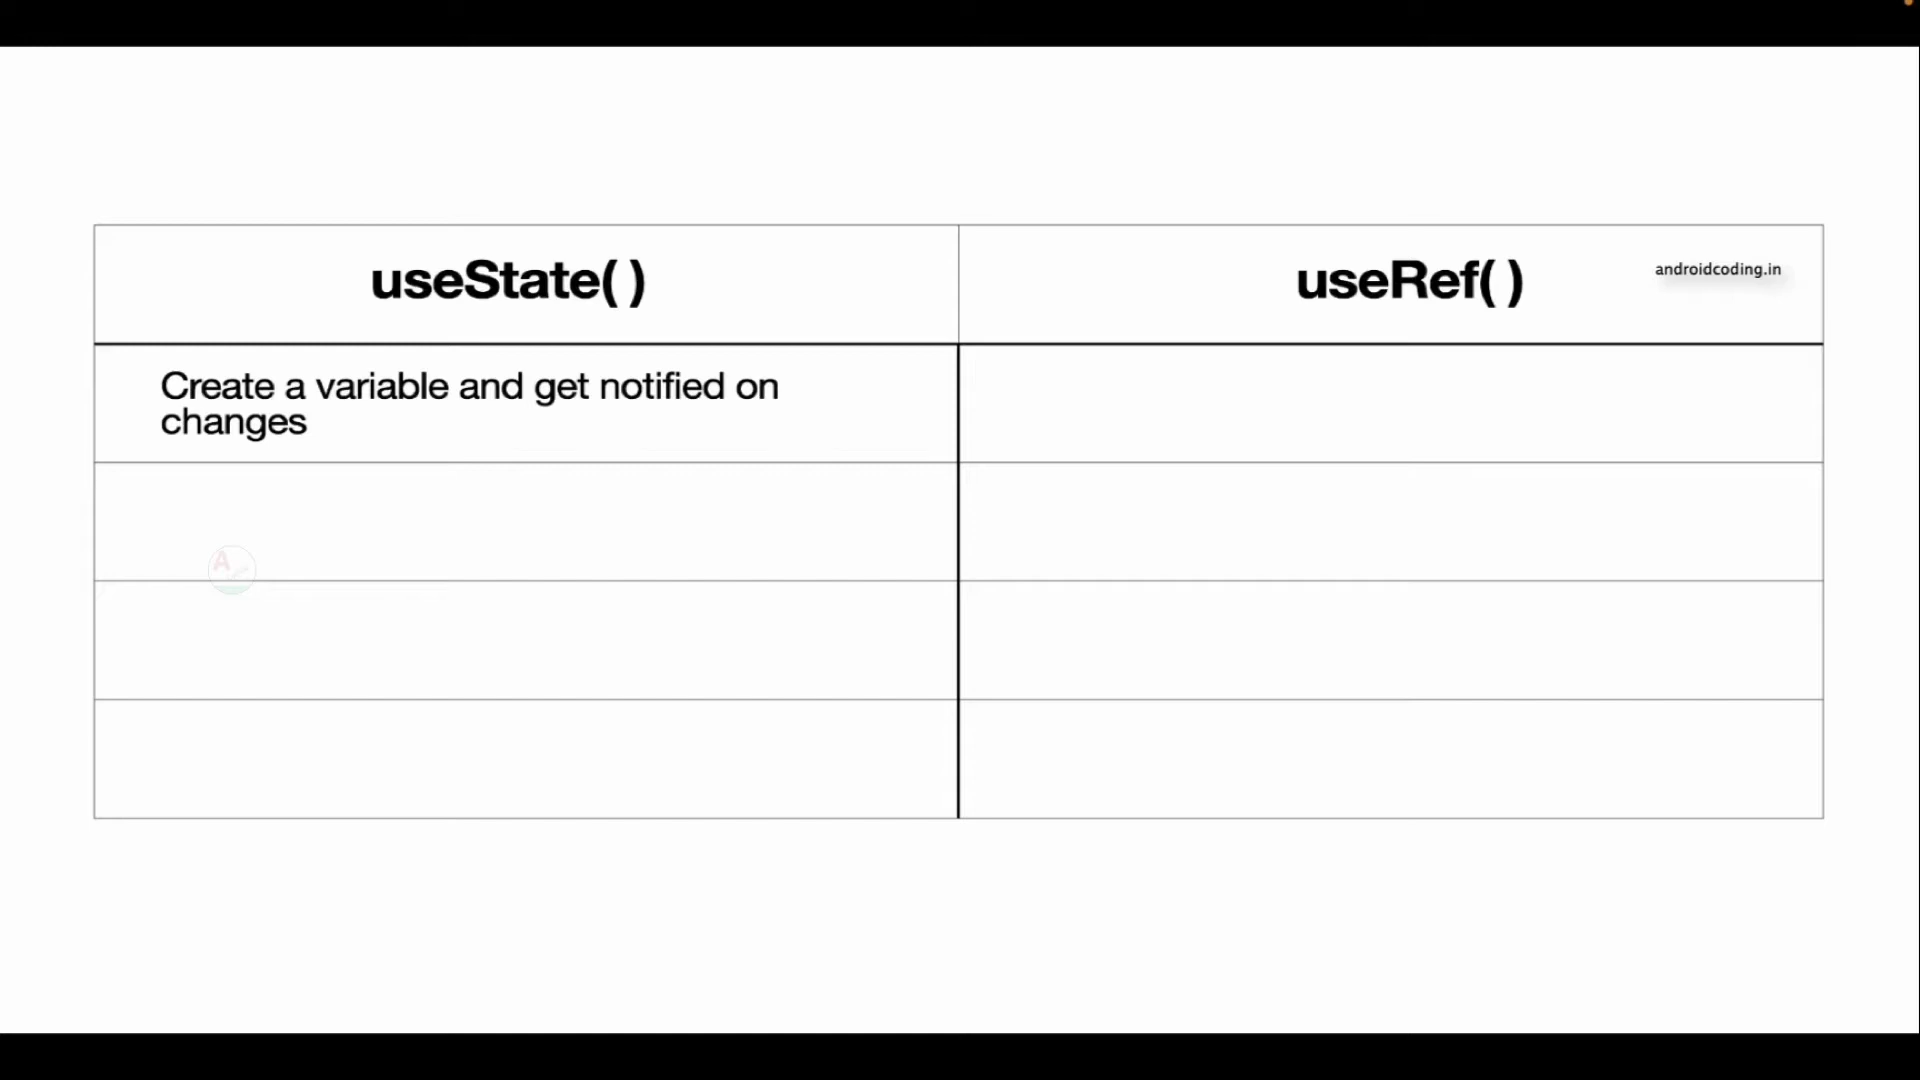 useState( )
useRef( )
androidcoding.in
Create a variable and get notified on
changes
A